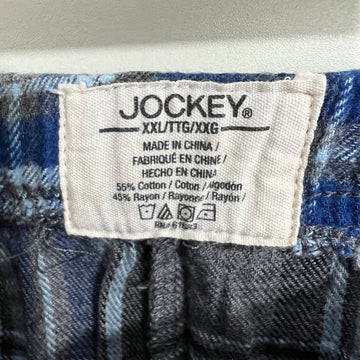 JOCKEY®
XXL/TTG/XXG
MADE IN CHINA /
FABRIQUÉ EN CHINE/
HECHO EN CHINA
55% Cotton / Coton / Algodón
45% Rayon / Rayonne / Rayón /